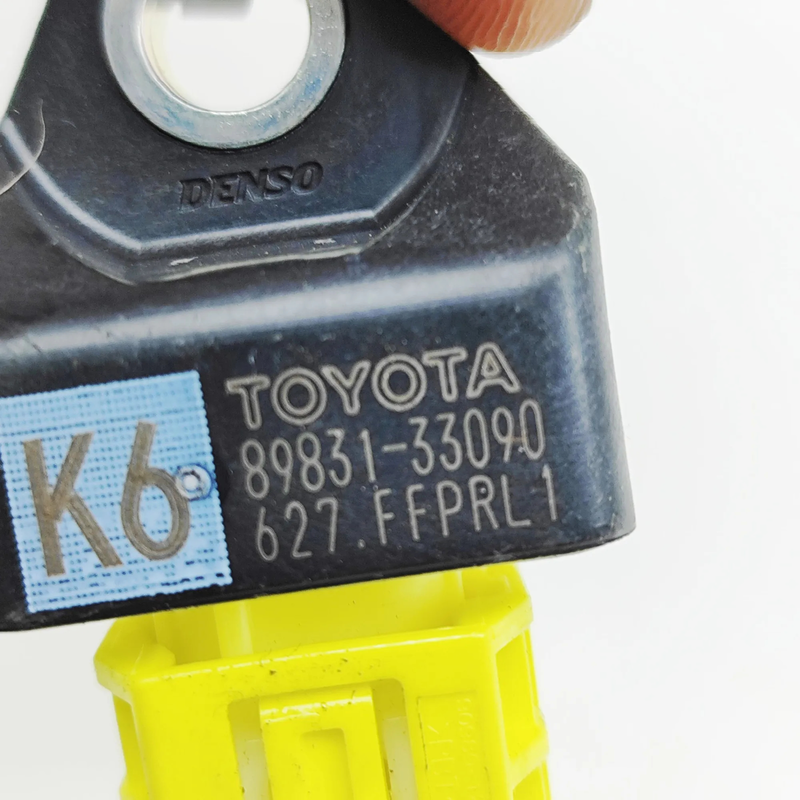 DENSO
TOYOTA
89831-33090
627.FFPRL1
K6